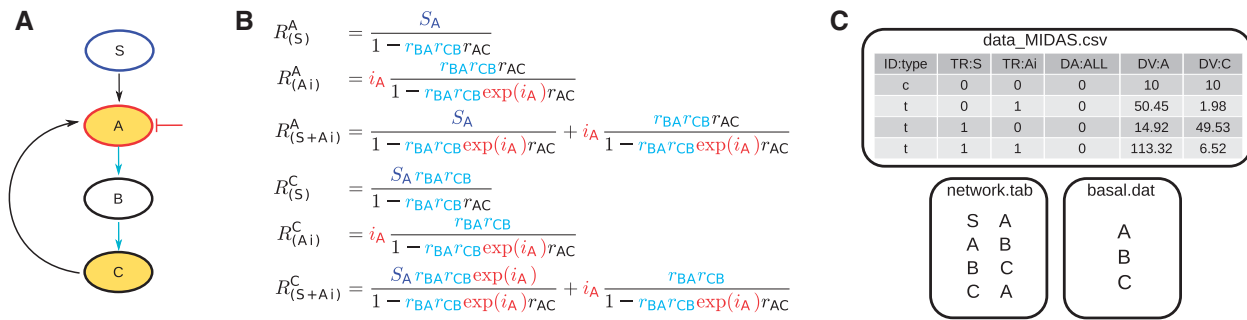 A
S
A
B
C
B
R^A_(S) = S_A / (1 − r_BA r_CB r_AC)
R^A_(Ai) = i_A r_BA r_CB r_AC / (1 − r_BA r_CB exp(i_A) r_AC)
R^A_(S+Ai) = S_A / (1 − r_BA r_CB exp(i_A) r_AC) + i_A r_BA r_CB r_AC / (1 − r_BA r_CB exp(i_A) r_AC)
R^C_(S) = S_A r_BA r_CB / (1 − r_BA r_CB r_AC)
R^C_(Ai) = i_A r_BA r_CB / (1 − r_BA r_CB exp(i_A) r_AC)
R^C_(S+Ai) = S_A r_BA r_CB exp(i_A) / (1 − r_BA r_CB exp(i_A) r_AC) + i_A r_BA r_CB / (1 − r_BA r_CB exp(i_A) r_AC)
C
data_MIDAS.csv
ID:type TR:S TR:Ai DA:ALL DV:A DV:C
c 0 0 0 10 10
t 0 1 0 50.45 1.98
t 1 0 0 14.92 49.53
t 1 1 0 113.32 6.52
network.tab
S A
A B
B C
C A
basal.dat
A
B
C